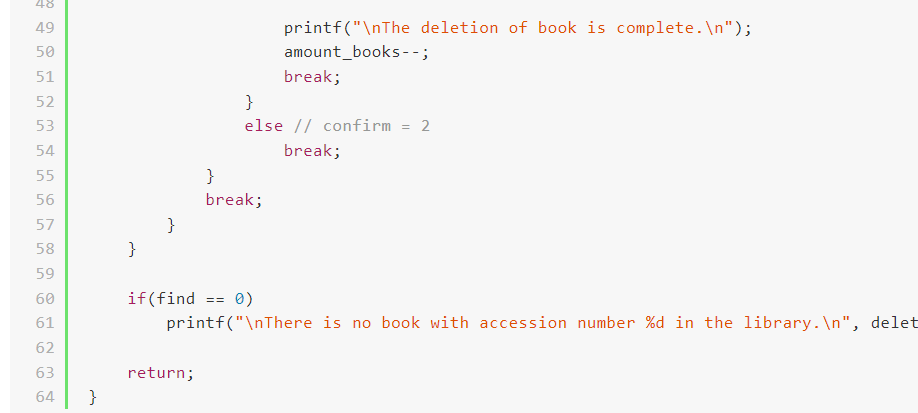 48
49 printf("\nThe deletion of book is complete.\n");
50 amount_books--;
51 break;
52 }
53 else // confirm = 2
54 break;
55 }
56 break;
57 }
58 }
59
60 if(find == 0)
61 printf("\nThere is no book with accession number %d in the library.\n", delet
62
63 return;
64 }